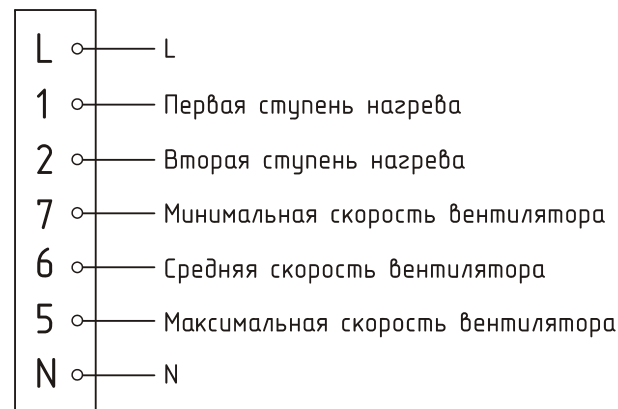 L L
1 Первая ступень нагрева
2 Вторая ступень нагрева
7 Минимальная скорость вентилятора
6 Средняя скорость вентилятора
5 Максимальная скорость вентилятора
N N